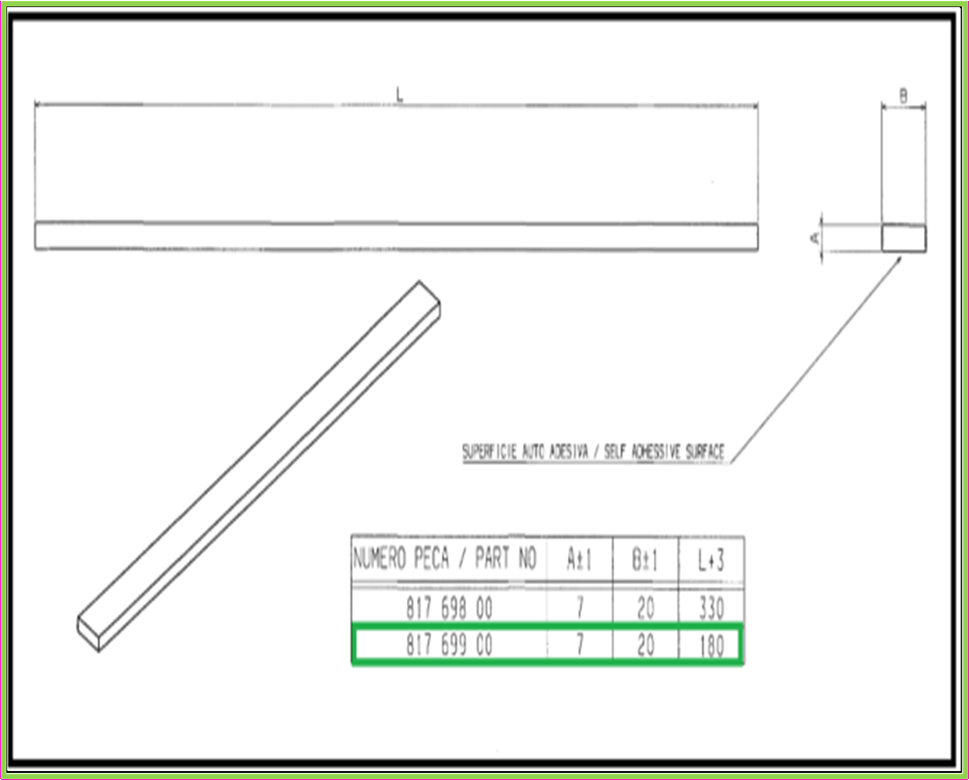 L
B
A
SUPERFICIE AUTO ADESIVA / SELF ADHESSIVE SURFACE
NUMERO PECA / PART NO A±1 B±1 L+3
817 698 00 7 20 330
817 699 00 7 20 180